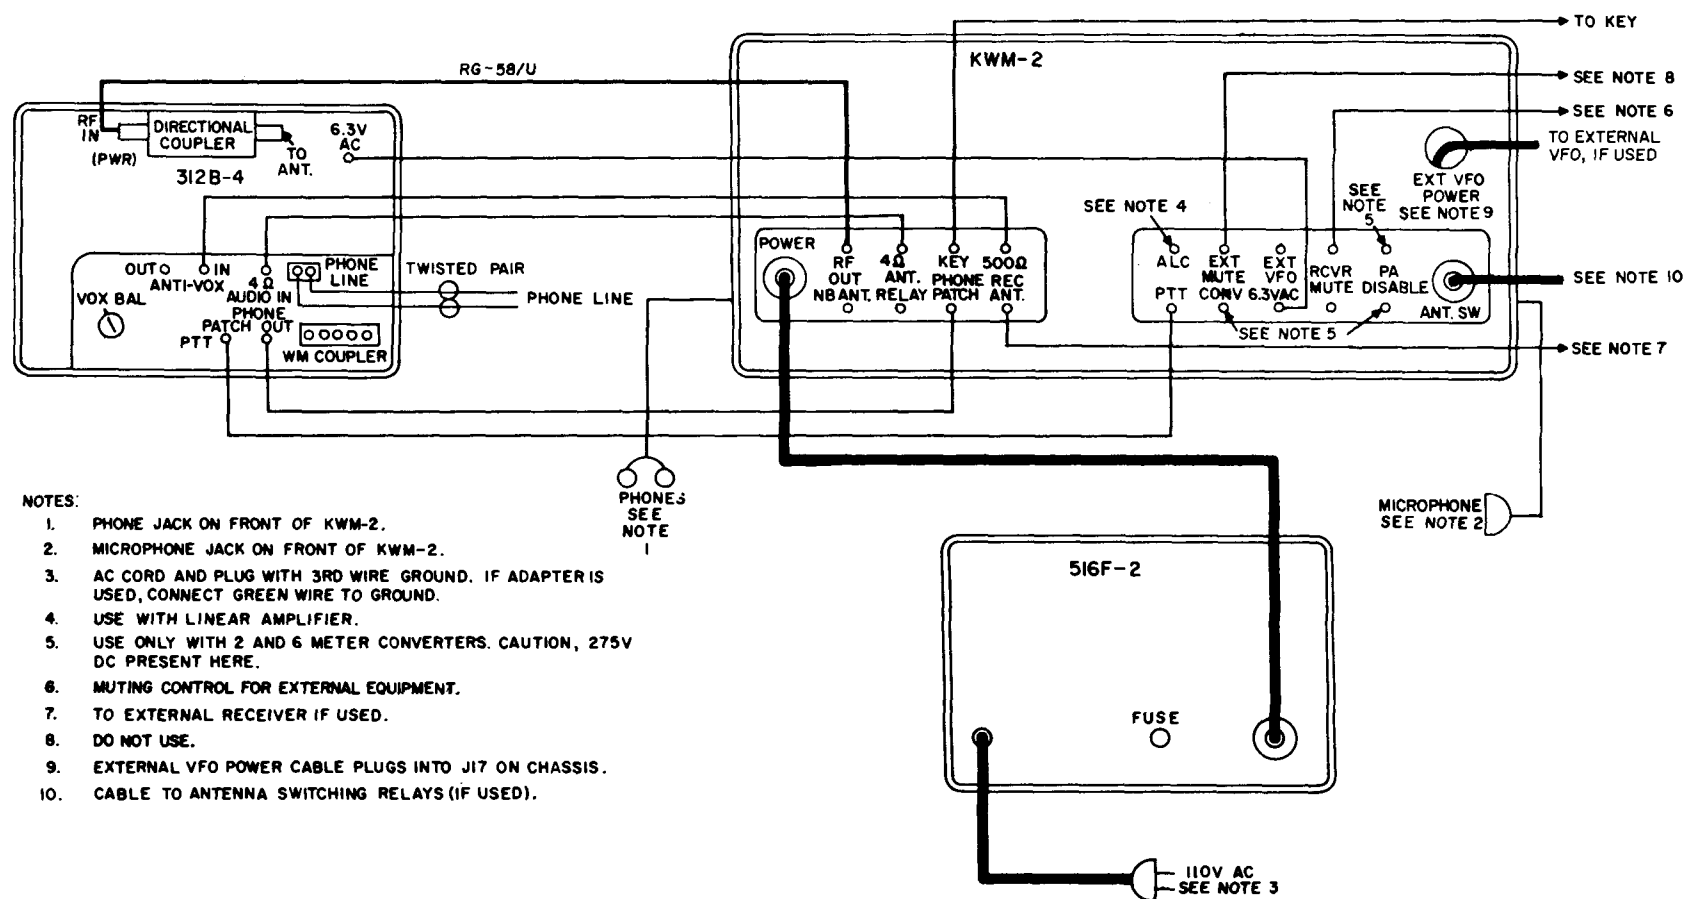 TO KEY
KWM-2
RG-58/U
SEE NOTE 8
SEE NOTE 6
TO EXTERNAL
VFO, IF USED
RF
IN
(PWR)
DIRECTIONAL
COUPLER
TO
ANT.
6.3V
AC
312B-4
EXT VFO
POWER
SEE NOTE 9
SEE
NOTE
5
SEE NOTE 4
POWER
RF
OUT
4Ω
KEY
500Ω
ANT.
PHONE
REC
NB ANT.
RELAY
PATCH
ANT.
ALC
EXT
MUTE
EXT
VFO
RCVR
MUTE
PA
DISABLE
PTT
CONV
6.3VAC
ANT. SW
SEE NOTE 5
SEE NOTE 10
SEE NOTE 7
OUT
IN
ANTI-VOX
4Ω
AUDIO IN
PHONE
LINE
TWISTED PAIR
PHONE LINE
VOX BAL
PHONE
PATCH OUT
PTT
WM COUPLER
PHONES
SEE
NOTE
1
MICROPHONE
SEE NOTE 2
NOTES:
1. PHONE JACK ON FRONT OF KWM-2.
2. MICROPHONE JACK ON FRONT OF KWM-2.
3. AC CORD AND PLUG WITH 3RD WIRE GROUND. IF ADAPTER IS
USED, CONNECT GREEN WIRE TO GROUND.
4. USE WITH LINEAR AMPLIFIER.
5. USE ONLY WITH 2 AND 6 METER CONVERTERS. CAUTION, 275V
DC PRESENT HERE.
6. MUTING CONTROL FOR EXTERNAL EQUIPMENT.
7. TO EXTERNAL RECEIVER IF USED.
8. DO NOT USE.
9. EXTERNAL VFO POWER CABLE PLUGS INTO J17 ON CHASSIS.
10. CABLE TO ANTENNA SWITCHING RELAYS (IF USED).
516F-2
FUSE
110V AC
SEE NOTE 3